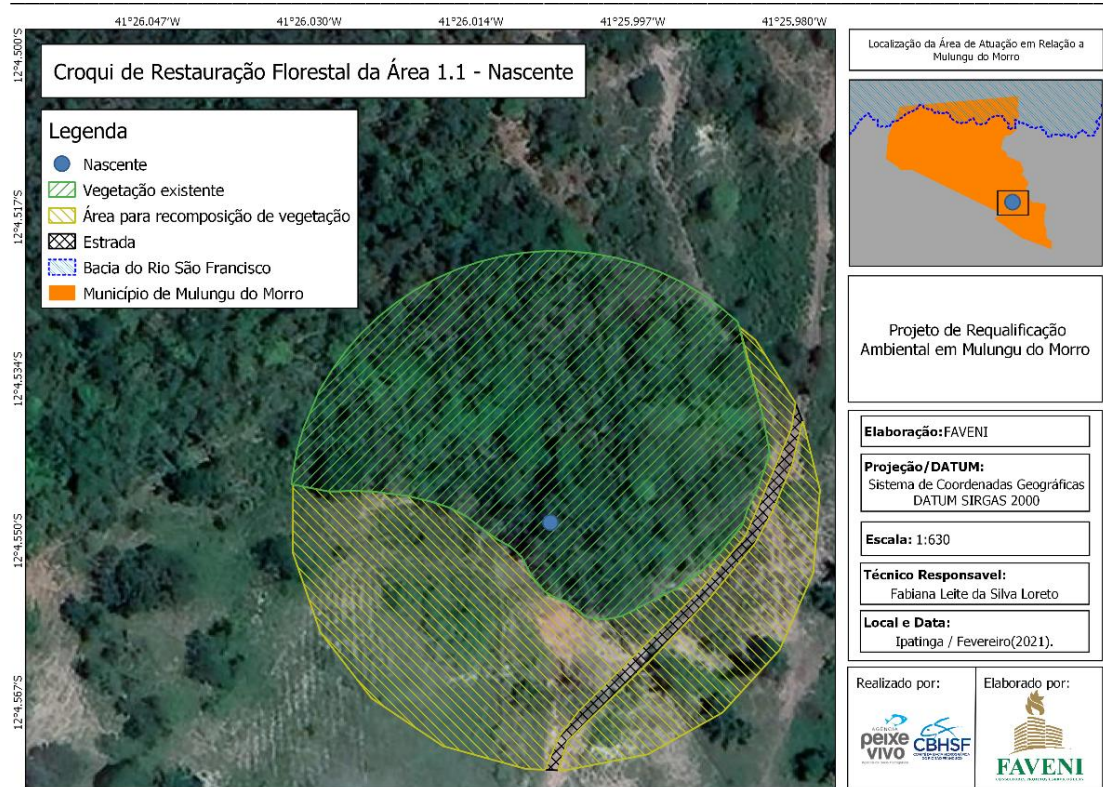 41°26.047'W
41°26.030'W
41°26.014'W
41°25.997'W
41°25.980'W
12°4.500'S
12°4.517'S
12°4.534'S
12°4.550'S
12°4.567'S
Croqui de Restauração Florestal da Área 1.1 - Nascente
Legenda
Nascente
Vegetação existente
Área para recomposição de vegetação
Estrada
Bacia do Rio São Francisco
Município de Mulungu do Morro
Localização da Área de Atuação em Relação a
Mulungu do Morro
Projeto de Requalificação
Ambiental em Mulungu do Morro
Elaboração:FAVENI
Projeção/DATUM:
Sistema de Coordenadas Geográficas
DATUM SIRGAS 2000
Escala: 1:630
Técnico Responsavel:
Fabiana Leite da Silva Loreto
Local e Data:
Ipatinga / Fevereiro(2021).
Realizado por:
AGÊNCIA
peixe
vivo
CBHSF
Elaborado por:
FAVENI